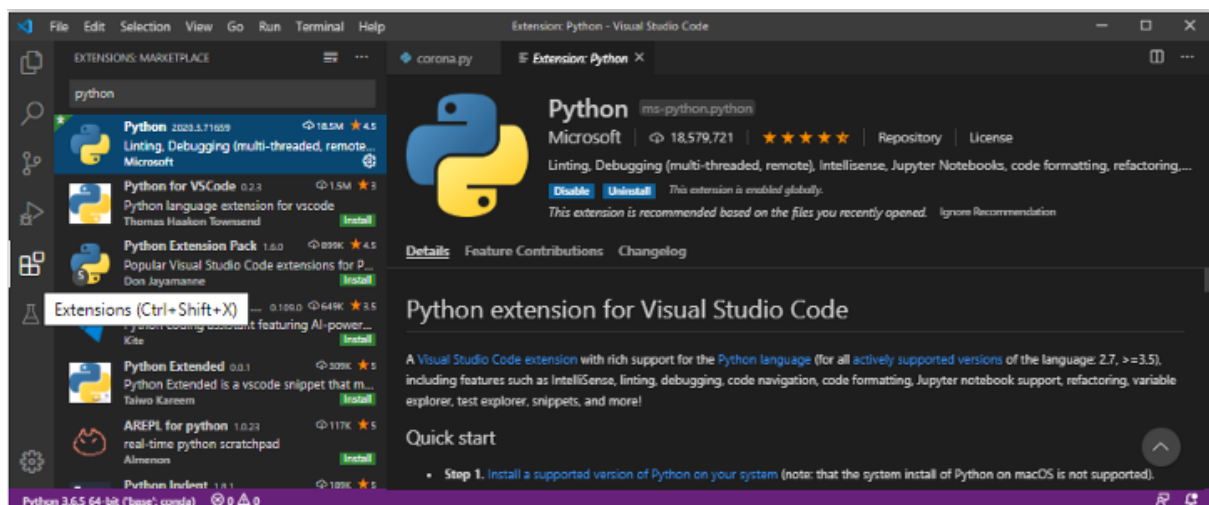 File Edit Selection View Go Run Terminal Help
Extension: Python - Visual Studio Code
EXTENSIONS: MARKETPLACE
python
Python 2020.3.71659 18.5M 4.5
Linting, Debugging (multi-threaded, remote...
Microsoft
Python for VSCode 0.2.3 1.5M 3
Python language extension for vscode
Thomas Haakon Townsend Install
Python Extension Pack 1.6.0 899K 4.5
Popular Visual Studio Code extensions for P...
Don Jayamanne Install
Extensions (Ctrl+Shift+X)
... 0.109.0 649K 3.5
Python coding assistant featuring AI-power...
Kite Install
Python Extended 0.0.1 309K 5
Python Extended is a vscode snippet that m...
Taiwo Kareem Install
AREPL for python 1.0.23 117K 5
real-time python scratchpad
Almenon Install
Python Indent 1.8.1 109K 5
corona.py
Extension: Python
Python ms-python.python
Microsoft 18,579,721 Repository License
Linting, Debugging (multi-threaded, remote), Intellisense, Jupyter Notebooks, code formatting, refactoring,...
Disable Uninstall This extension is enabled globally.
This extension is recommended based on the files you recently opened. Ignore Recommendation
Details Feature Contributions Changelog
Python extension for Visual Studio Code
A Visual Studio Code extension with rich support for the Python language (for all actively supported versions of the language: 2.7, >=3.5),
including features such as IntelliSense, linting, debugging, code navigation, code formatting, Jupyter notebook support, refactoring, variable
explorer, test explorer, snippets, and more!
Quick start
• Step 1. Install a supported version of Python on your system (note: that the system install of Python on macOS is not supported).
Python 3.6.5 64-bit ('base': conda) 0 0